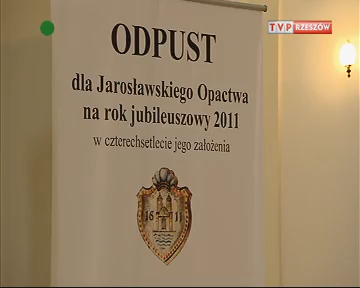 TVP RZESZÓW
ODPUST
dla Jarosławskiego Opactwa
na rok jubileuszowy 2011
w czterechsetlecie jego założenia
16 11